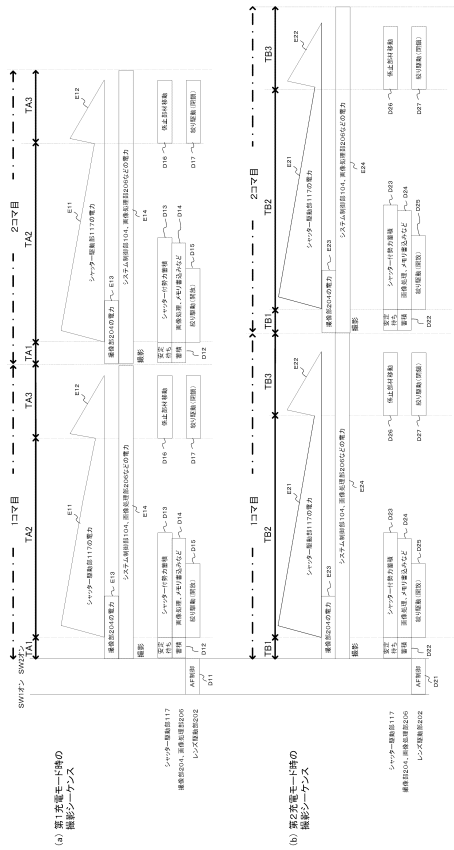 (a) 第1充電モード時の
撮影シーケンス
SW1オン SW2オン
1コマ目
2コマ目
TA1
TA2
TA3
TA1
TA2
TA3
E11
シャッター駆動部117の電力
E12
E11
シャッター駆動部117の電力
E12
撮像部204の電力
E13
撮像部204の電力
E13
システム制御部104、画像処理部206などの電力
E14
システム制御部104、画像処理部206などの電力
E14
撮影
撮影
シャッター駆動部117
安定待ち
シャッター付勢力蓄積
D13
D16
係止部材移動
安定待ち
シャッター付勢力蓄積
D13
D16
係止部材移動
撮像部204、画像処理部206
蓄積
画像処理、メモリ書込みなど
D14
蓄積
画像処理、メモリ書込みなど
D14
レンズ駆動部202
AF制御
D11
D12
絞り駆動(開放)
D15
D17
絞り駆動(閉鎖)
D12
絞り駆動(開放)
D15
D17
絞り駆動(閉鎖)
(b) 第2充電モード時の
撮影シーケンス
1コマ目
2コマ目
TB1
TB2
TB3
TB1
TB2
TB3
E21
シャッター駆動部117の電力
E22
E21
シャッター駆動部117の電力
E22
撮像部204の電力
E23
撮像部204の電力
E23
システム制御部104、画像処理部206などの電力
E24
システム制御部104、画像処理部206などの電力
E24
撮影
撮影
シャッター駆動部117
安定待ち
シャッター付勢力蓄積
D23
D26
係止部材移動
安定待ち
シャッター付勢力蓄積
D23
D26
係止部材移動
撮像部204、画像処理部206
蓄積
画像処理、メモリ書込みなど
D24
蓄積
画像処理、メモリ書込みなど
D24
レンズ駆動部202
AF制御
D21
D22
絞り駆動(開放)
D25
D27
絞り駆動(閉鎖)
D22
絞り駆動(開放)
D25
D27
絞り駆動(閉鎖)